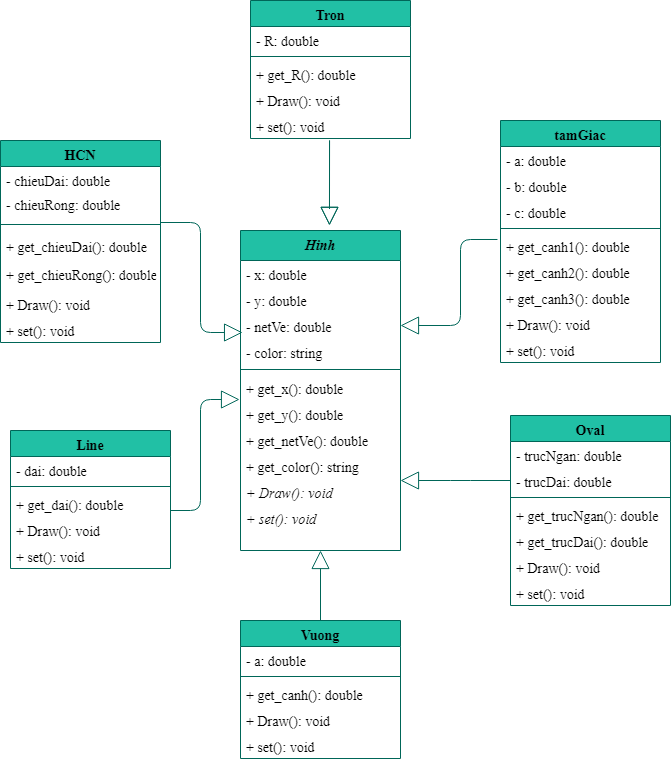 Tron
- R: double
+ get_R(): double
+ Draw(): void
+ set(): void
HCN
- chieuDai: double
- chieuRong: double
+ get_chieuDai(): double
+ get_chieuRong(): double
+ Draw(): void
+ set(): void
tamGiac
- a: double
- b: double
- c: double
+ get_canh1(): double
+ get_canh2(): double
+ get_canh3(): double
+ Draw(): void
+ set(): void
Hinh
- x: double
- y: double
- netVe: double
- color: string
+ get_x(): double
+ get_y(): double
+ get_netVe(): double
+ get_color(): string
+ Draw(): void
+ set(): void
Line
- dai: double
+ get_dai(): double
+ Draw(): void
+ set(): void
Oval
- trucNgan: double
- trucDai: double
+ get_trucNgan(): double
+ get_trucDai(): double
+ Draw(): void
+ set(): void
Vuong
- a: double
+ get_canh(): double
+ Draw(): void
+ set(): void